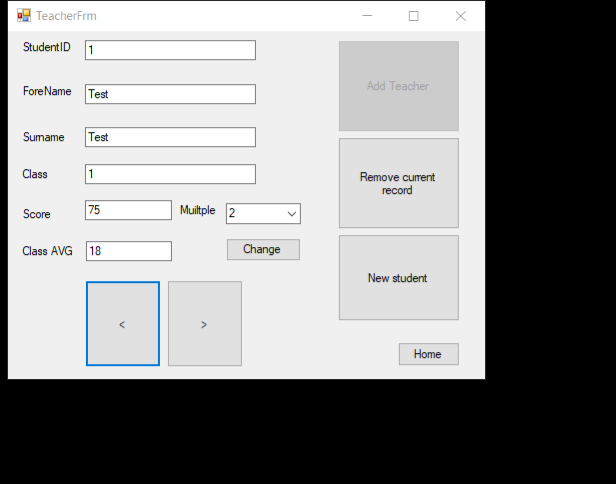 TeacherFrm
StudentID 1
ForeName Test
Surname Test
Class 1
Score 75 Muiltple 2
Class AVG 18 Change
< >
Add Teacher
Remove current
record
New student
Home